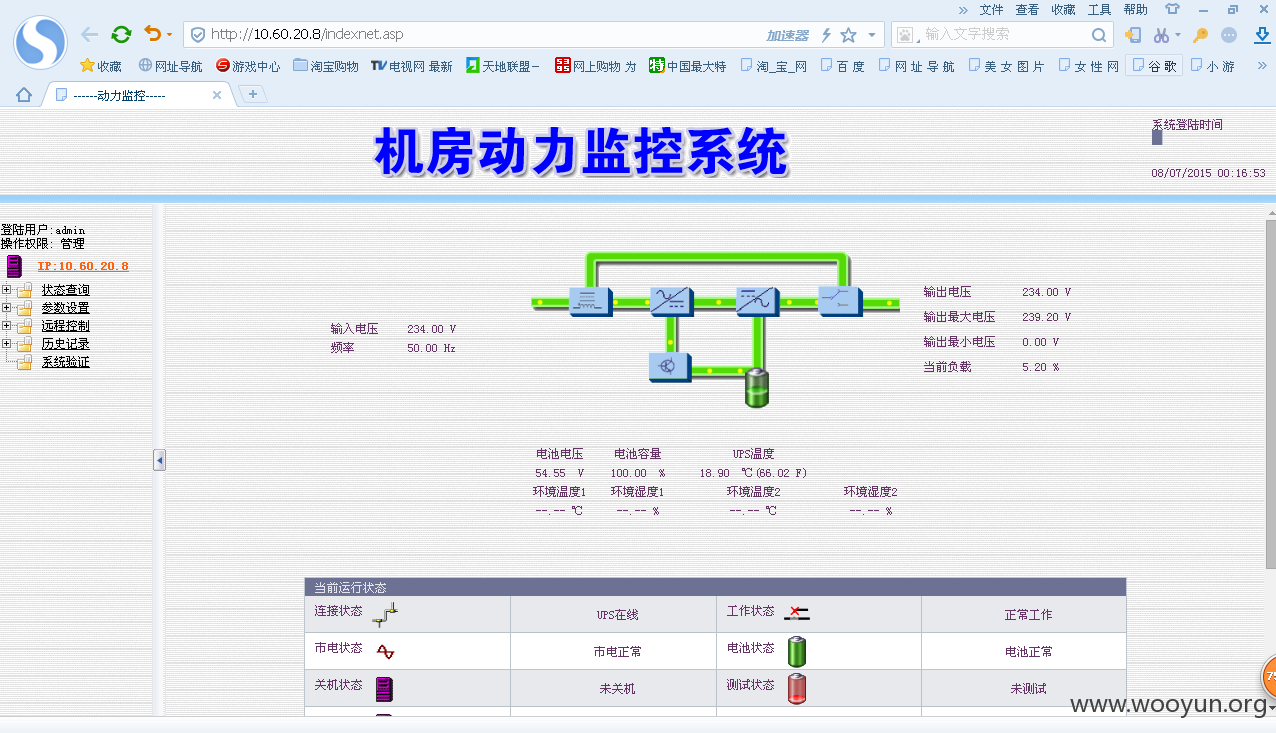 文件 查看 收藏 工具 帮助
http://10.60.20.8/indexnet.asp
加速器
输入文字搜索
收藏 网址导航 游戏中心 淘宝购物 TV电视网 最新 天地联盟- 网上购物 为 中国最大特 淘_宝_网 百 度 网 址 导 航 美 女 图 片 女 性 网 谷 歌 小 游
------动力监控-----
机房动力监控系统
系统登陆时间
08/07/2015 00:16:53
登陆用户:admin
操作权限: 管理
IP:10.60.20.8
状态查询
参数设置
远程控制
历史记录
系统验证
输入电压 234.00 V
频率 50.00 Hz
输出电压 234.00 V
输出最大电压 239.20 V
输出最小电压 0.00 V
当前负载 5.20 %
电池电压 电池容量 UPS温度
54.55 V 100.00 % 18.90 ℃(66.02 F)
环境温度1 环境湿度1 环境温度2 环境湿度2
--.-- ℃ --.-- % --.-- ℃ --.-- %
当前运行状态
连接状态 UPS在线 工作状态 正常工作
市电状态 市电正常 电池状态 电池正常
关机状态 未关机 测试状态 未测试
www.wooyun.org